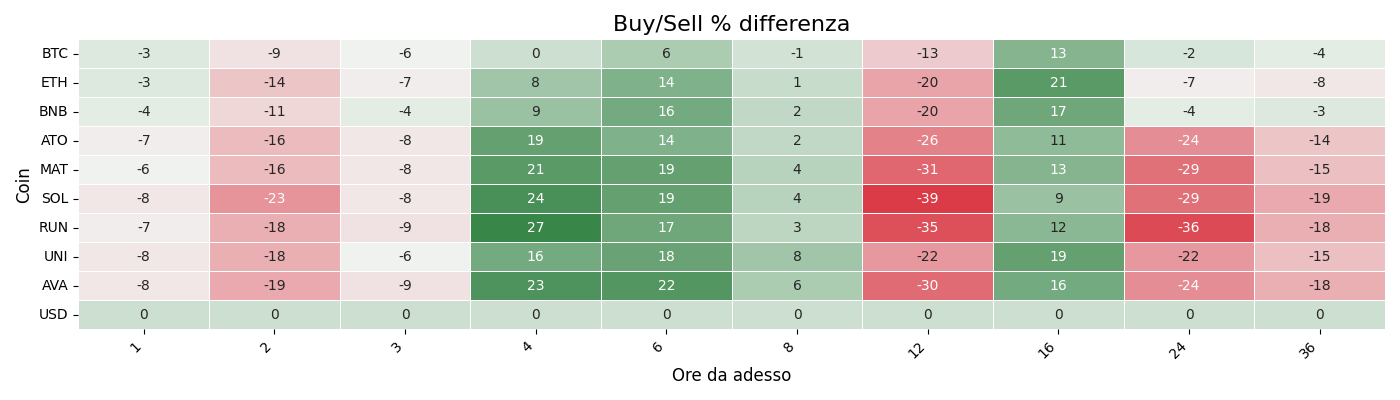 Buy/Sell % differenza
Coin
BTC -3 -9 -6 0 6 -1 -13 13 -2 -4
ETH -3 -14 -7 8 14 1 -20 21 -7 -8
BNB -4 -11 -4 9 16 2 -20 17 -4 -3
ATO -7 -16 -8 19 14 2 -26 11 -24 -14
MAT -6 -16 -8 21 19 4 -31 13 -29 -15
SOL -8 -23 -8 24 19 4 -39 9 -29 -19
RUN -7 -18 -9 27 17 3 -35 12 -36 -18
UNI -8 -18 -6 16 18 8 -22 19 -22 -15
AVA -8 -19 -9 23 22 6 -30 16 -24 -18
USD 0 0 0 0 0 0 0 0 0 0
1 2 3 4 6 8 12 16 24 36
Ore da adesso